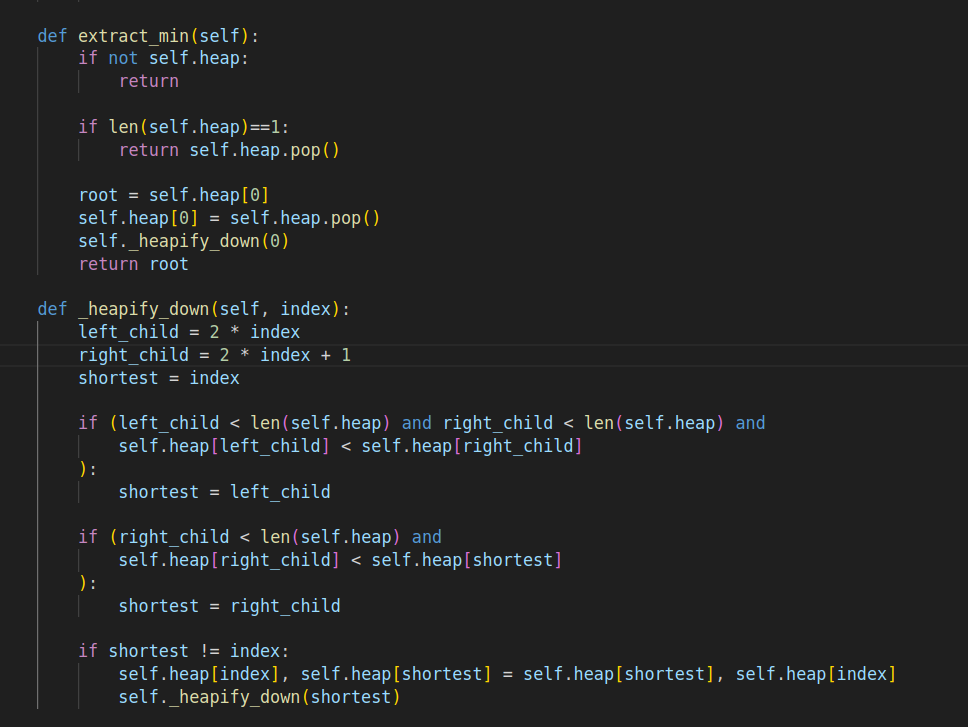 def extract_min(self):
    if not self.heap:
        return

    if len(self.heap)==1:
        return self.heap.pop()

    root = self.heap[0]
    self.heap[0] = self.heap.pop()
    self._heapify_down(0)
    return root

def _heapify_down(self, index):
    left_child = 2 * index
    right_child = 2 * index + 1
    shortest = index

    if (left_child < len(self.heap) and right_child < len(self.heap) and
        self.heap[left_child] < self.heap[right_child]
    ):
        shortest = left_child

    if (right_child < len(self.heap) and
        self.heap[right_child] < self.heap[shortest]
    ):
        shortest = right_child

    if shortest != index:
        self.heap[index], self.heap[shortest] = self.heap[shortest], self.heap[index]
        self._heapify_down(shortest)